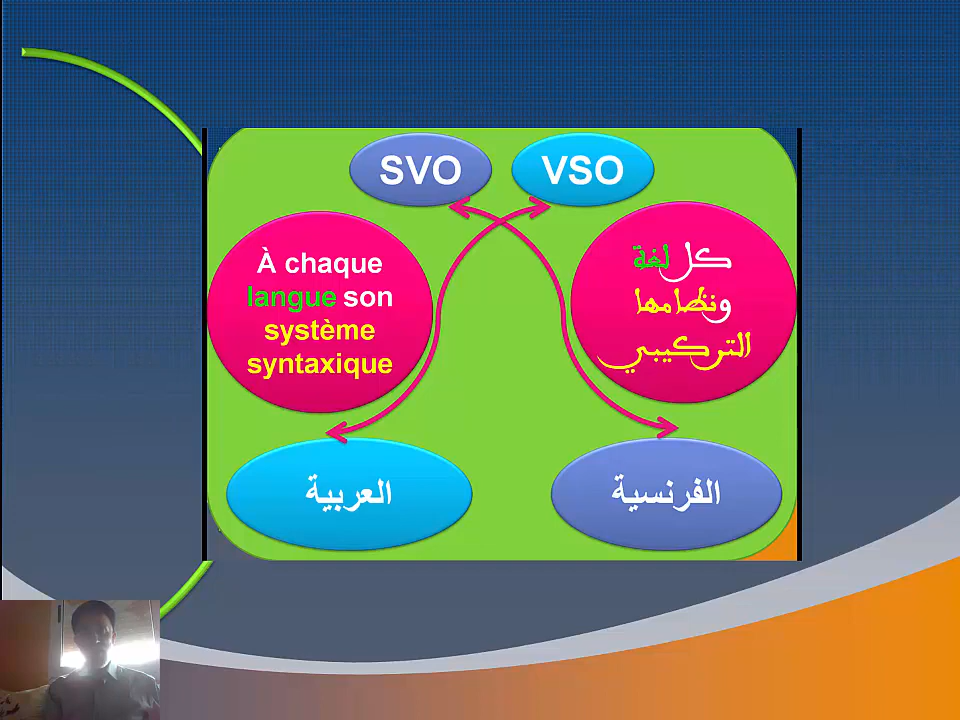 SVO
VSO
À chaque
langue son
système
syntaxique
كل لغة
ونظامها
التركيبي
العربية
الفرنسية